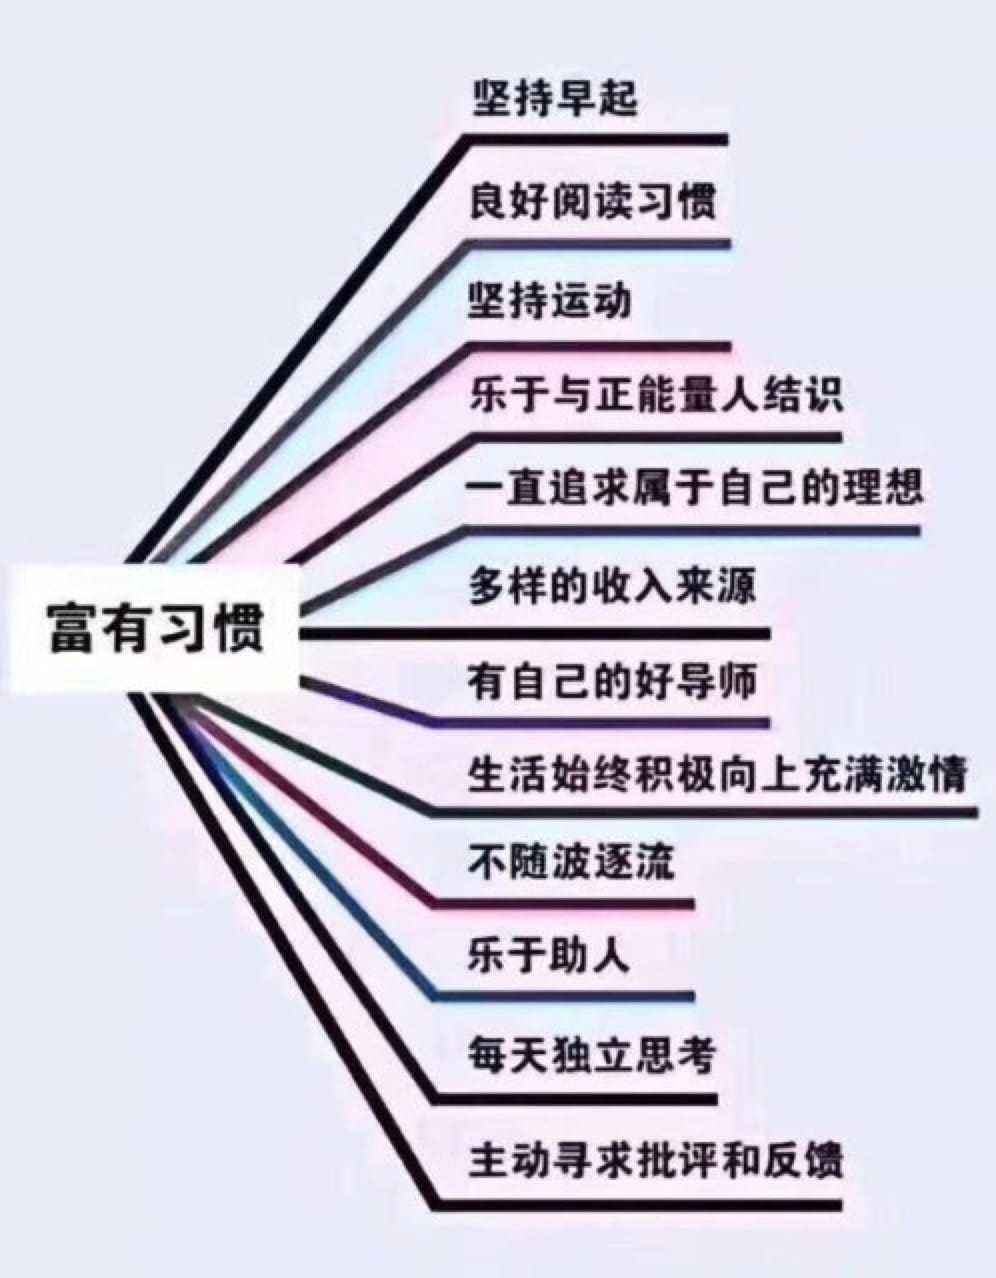 坚持早起
良好阅读习惯
坚持运动
乐于与正能量人结识
一直追求属于自己的理想
多样的收入来源
富有习惯
有自己的好导师
生活始终积极向上充满激情
不随波逐流
乐于助人
每天独立思考
主动寻求批评和反馈